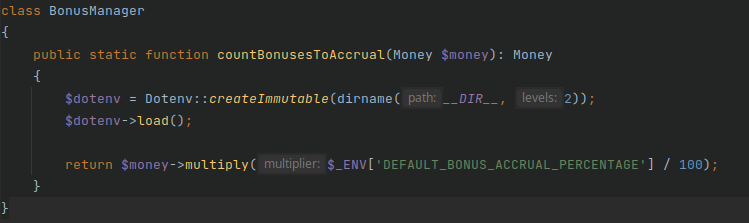 class BonusManager
{
public static function countBonusesToAccrual(Money $money): Money
{
$dotenv = Dotenv::createImmutable(dirname( path: __DIR__, levels: 2));
$dotenv->load();
return $money->multiply( multiplier: $_ENV['DEFAULT_BONUS_ACCRUAL_PERCENTAGE'] / 100);
}
}